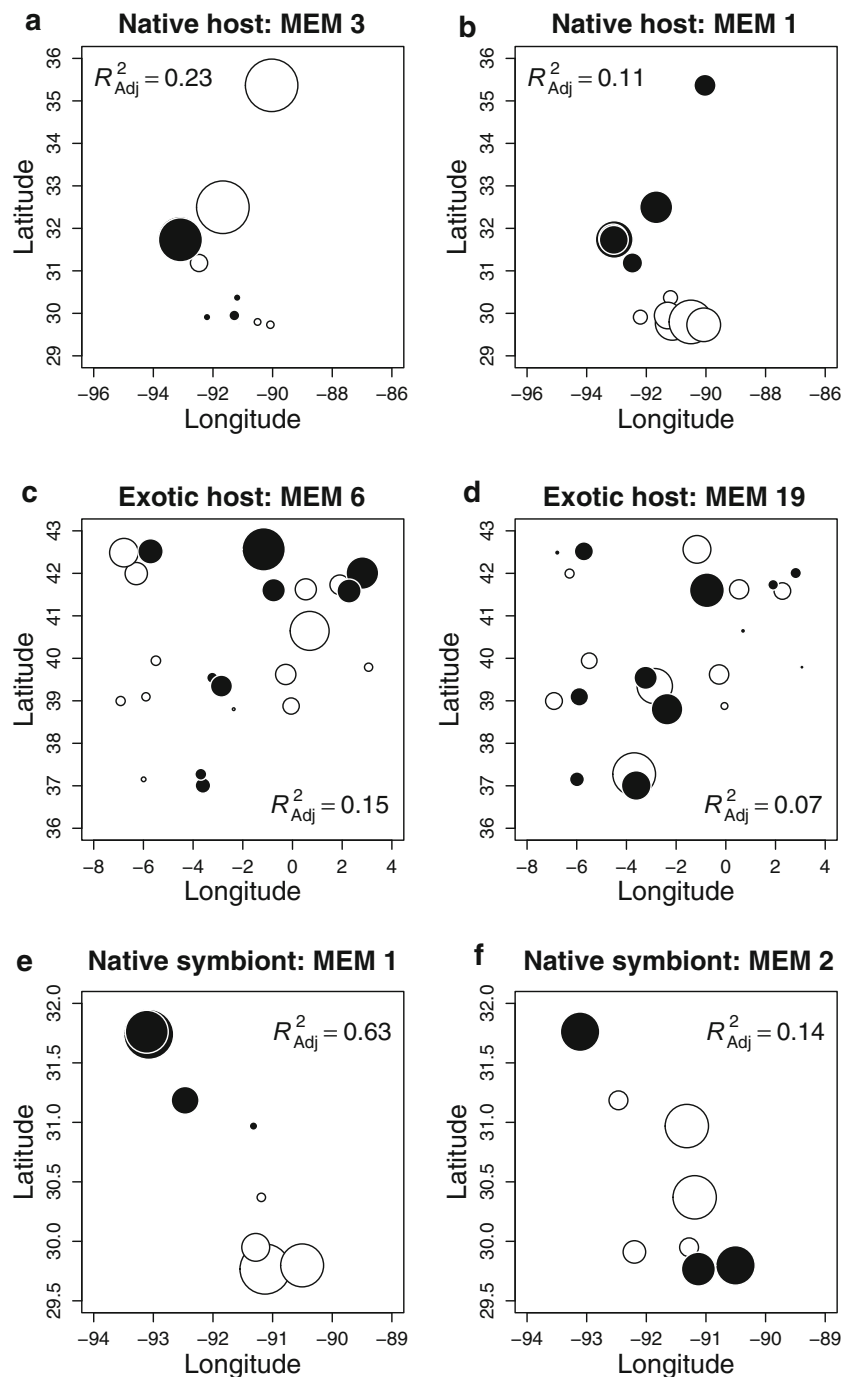 a Native host: MEM 3
R²Adj = 0.23
Latitude
36
35
34
33
32
31
30
29
−96 −94 −92 −90 −88 −86
Longitude
b Native host: MEM 1
R²Adj = 0.11
Latitude
36
35
34
33
32
31
30
29
−96 −94 −92 −90 −88 −86
Longitude
c Exotic host: MEM 6
Latitude
43
42
41
40
39
38
37
36
R²Adj = 0.15
−8 −6 −4 −2 0 2 4
Longitude
d Exotic host: MEM 19
Latitude
43
42
41
40
39
38
37
36
R²Adj = 0.07
−8 −6 −4 −2 0 2 4
Longitude
e Native symbiont: MEM 1
R²Adj = 0.63
Latitude
32.0
31.5
31.0
30.5
30.0
29.5
−94 −93 −92 −91 −90 −89
Longitude
f Native symbiont: MEM 2
R²Adj = 0.14
Latitude
32.0
31.5
31.0
30.5
30.0
29.5
−94 −93 −92 −91 −90 −89
Longitude